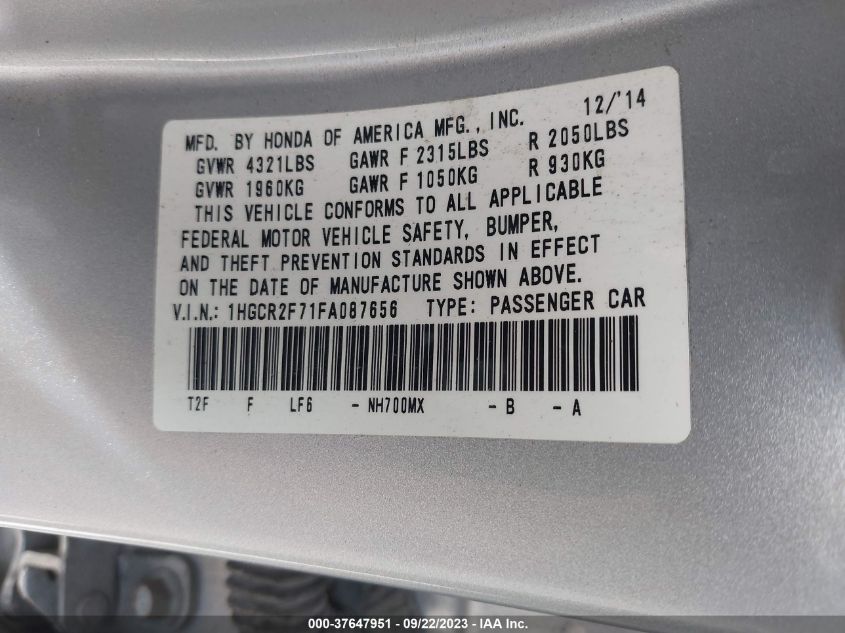 MFD. BY HONDA OF AMERICA MFG., INC. 12/'14
GVWR 4321LBS GAWR F 2315LBS R 2050LBS
GVWR 1960KG GAWR F 1050KG R 930KG
THIS VEHICLE CONFORMS TO ALL APPLICABLE
FEDERAL MOTOR VEHICLE SAFETY, BUMPER,
AND THEFT PREVENTION STANDARDS IN EFFECT
ON THE DATE OF MANUFACTURE SHOWN ABOVE.
V.I.N.: 1HGCR2F71FA087656 TYPE: PASSENGER CAR
T2F F LF6 - NH700MX - B - A
000-37647951 - 09/22/2023 - IAA Inc.